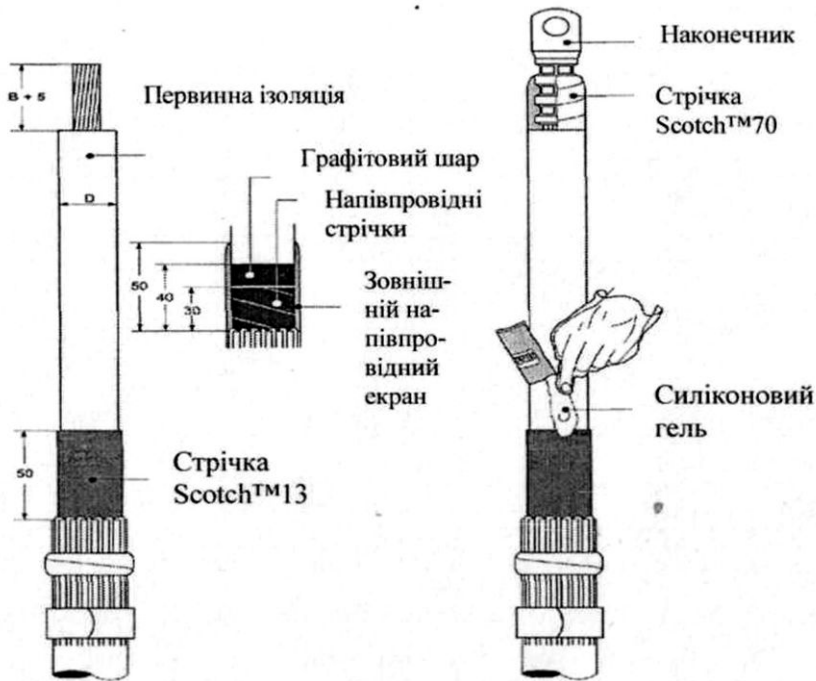 B + 5
Первинна ізоляція
D
Графітовий шар
Напівпровідні
стрічки
50
40
30
Зовніш-
ній на-
півпро-
відний
екран
50
Стрічка
Scotch™13
Наконечник
Стрічка
Scotch™70
Силіконовий
гель